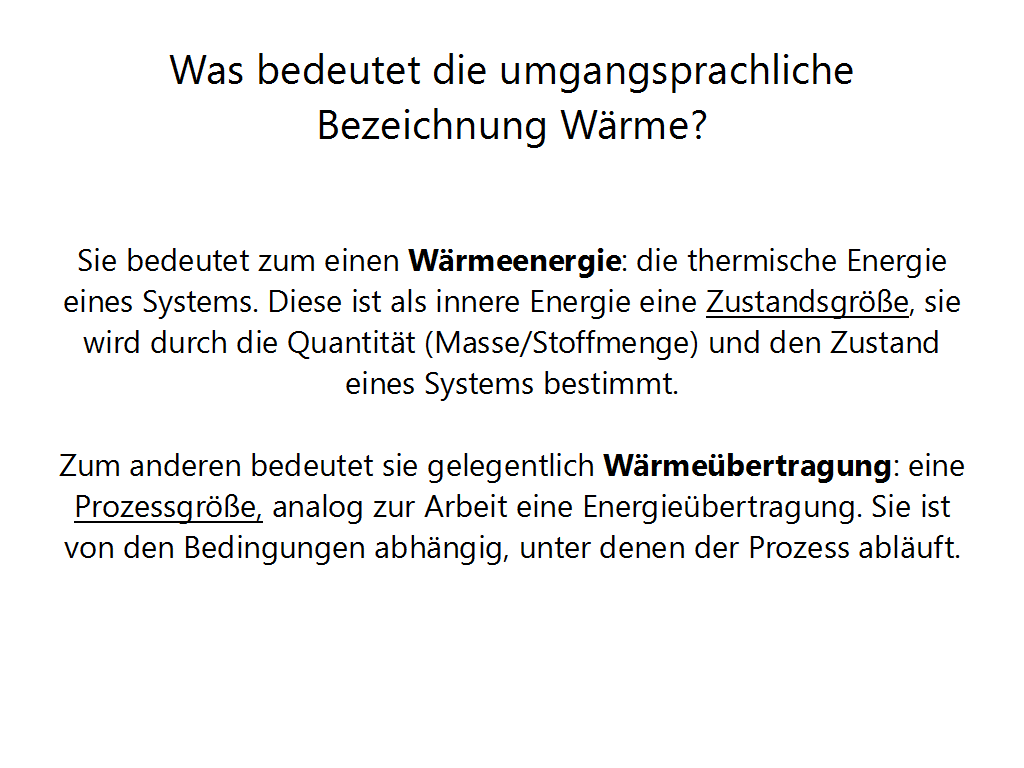 Was bedeutet die umgangsprachliche
Bezeichnung Wärme?
Sie bedeutet zum einen Wärmeenergie: die thermische Energie
eines Systems. Diese ist als innere Energie eine Zustandsgröße, sie
wird durch die Quantität (Masse/Stoffmenge) und den Zustand
eines Systems bestimmt.
Zum anderen bedeutet sie gelegentlich Wärmeübertragung: eine
Prozessgröße, analog zur Arbeit eine Energieübertragung. Sie ist
von den Bedingungen abhängig, unter denen der Prozess abläuft.